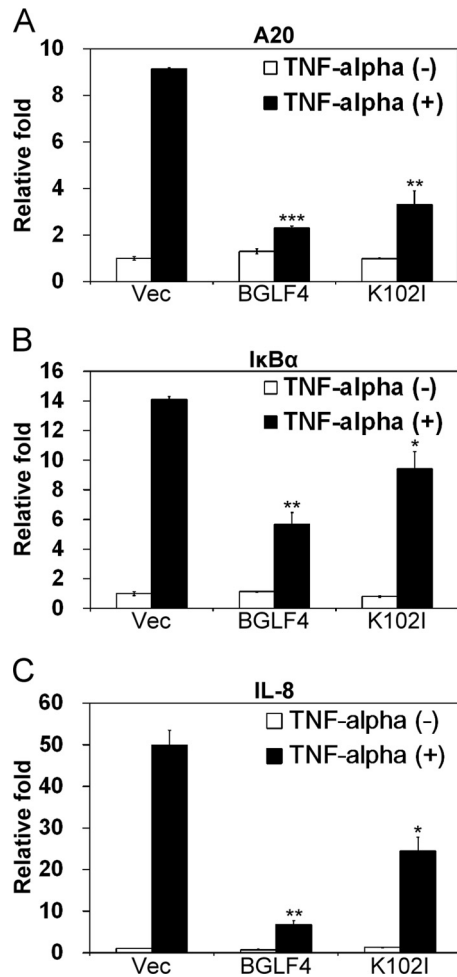 A
A20
10
8
6
4
2
0
Relative fold
TNF-alpha (-)
TNF-alpha (+)
***
**
Vec BGLF4 K102I
B
IκBα
16
14
12
10
8
6
4
2
0
Relative fold
TNF-alpha (-)
TNF-alpha (+)
**
*
Vec BGLF4 K102I
C
IL-8
60
50
40
30
20
10
0
Relative fold
TNF-alpha (-)
TNF-alpha (+)
**
*
Vec BGLF4 K102I